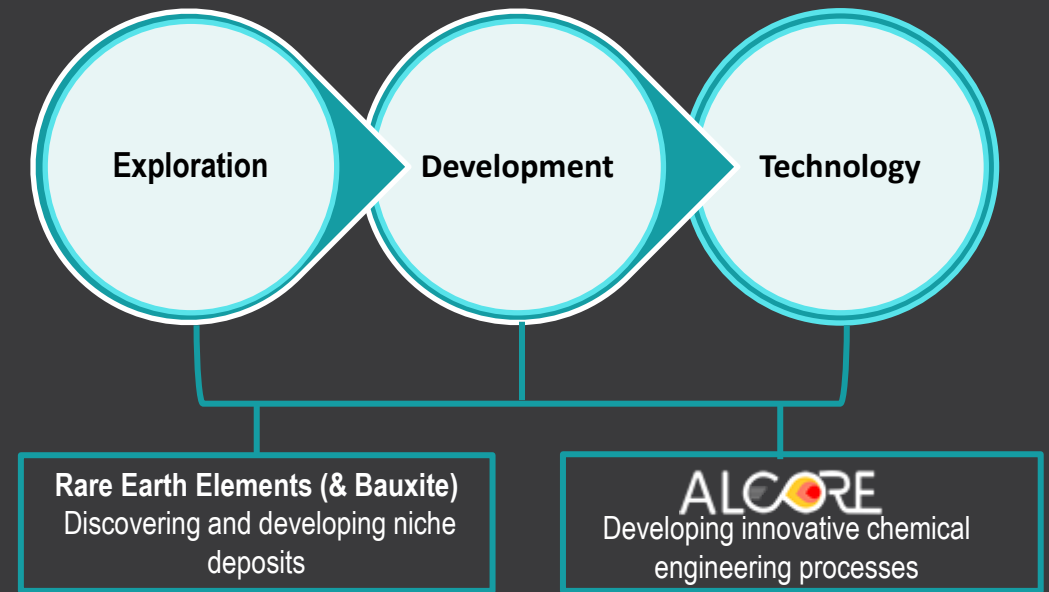 Exploration
Development
Technology
Rare Earth Elements (& Bauxite)
Discovering and developing niche
deposits
ALCORE
Developing innovative chemical
engineering processes